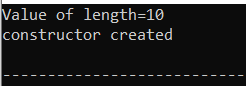 Value of length=10
constructor created
--------------------------